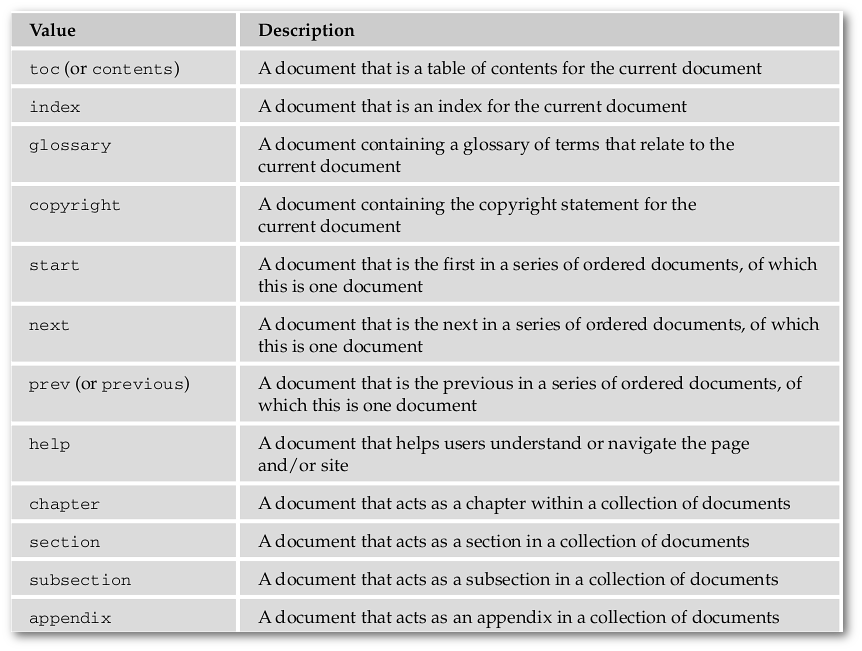 Value Description
toc (or contents) A document that is a table of contents for the current document
index A document that is an index for the current document
glossary A document containing a glossary of terms that relate to the
current document
copyright A document containing the copyright statement for the
current document
start A document that is the first in a series of ordered documents, of which
this is one document
next A document that is the next in a series of ordered documents, of which
this is one document
prev (or previous) A document that is the previous in a series of ordered documents, of
which this is one document
help A document that helps users understand or navigate the page
and/or site
chapter A document that acts as a chapter within a collection of documents
section A document that acts as a section in a collection of documents
subsection A document that acts as a subsection in a collection of documents
appendix A document that acts as an appendix in a collection of documents